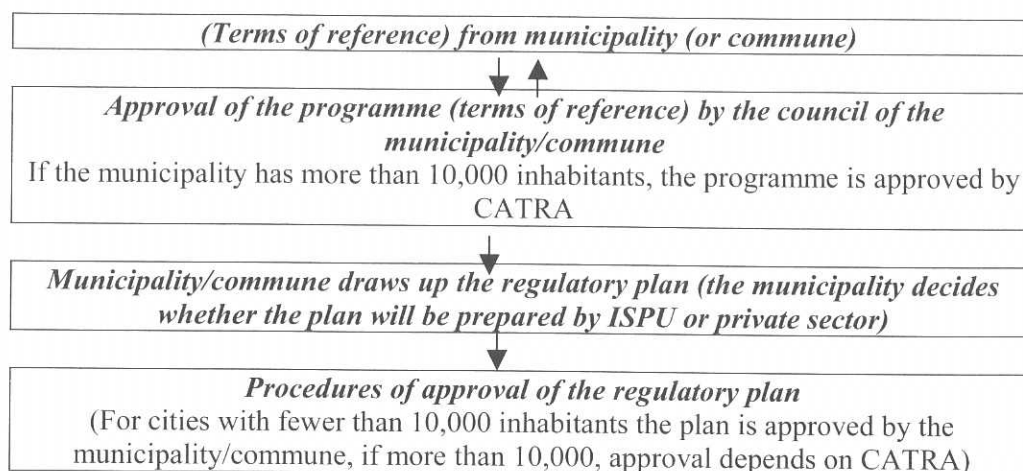 (Terms of reference) from municipality (or commune)
Approval of the programme (terms of reference) by the council of the
municipality/commune
If the municipality has more than 10,000 inhabitants, the programme is approved by
CATRA
Municipality/commune draws up the regulatory plan (the municipality decides
whether the plan will be prepared by ISPU or private sector)
Procedures of approval of the regulatory plan
(For cities with fewer than 10,000 inhabitants the plan is approved by the
municipality/commune, if more than 10,000, approval depends on CATRA)